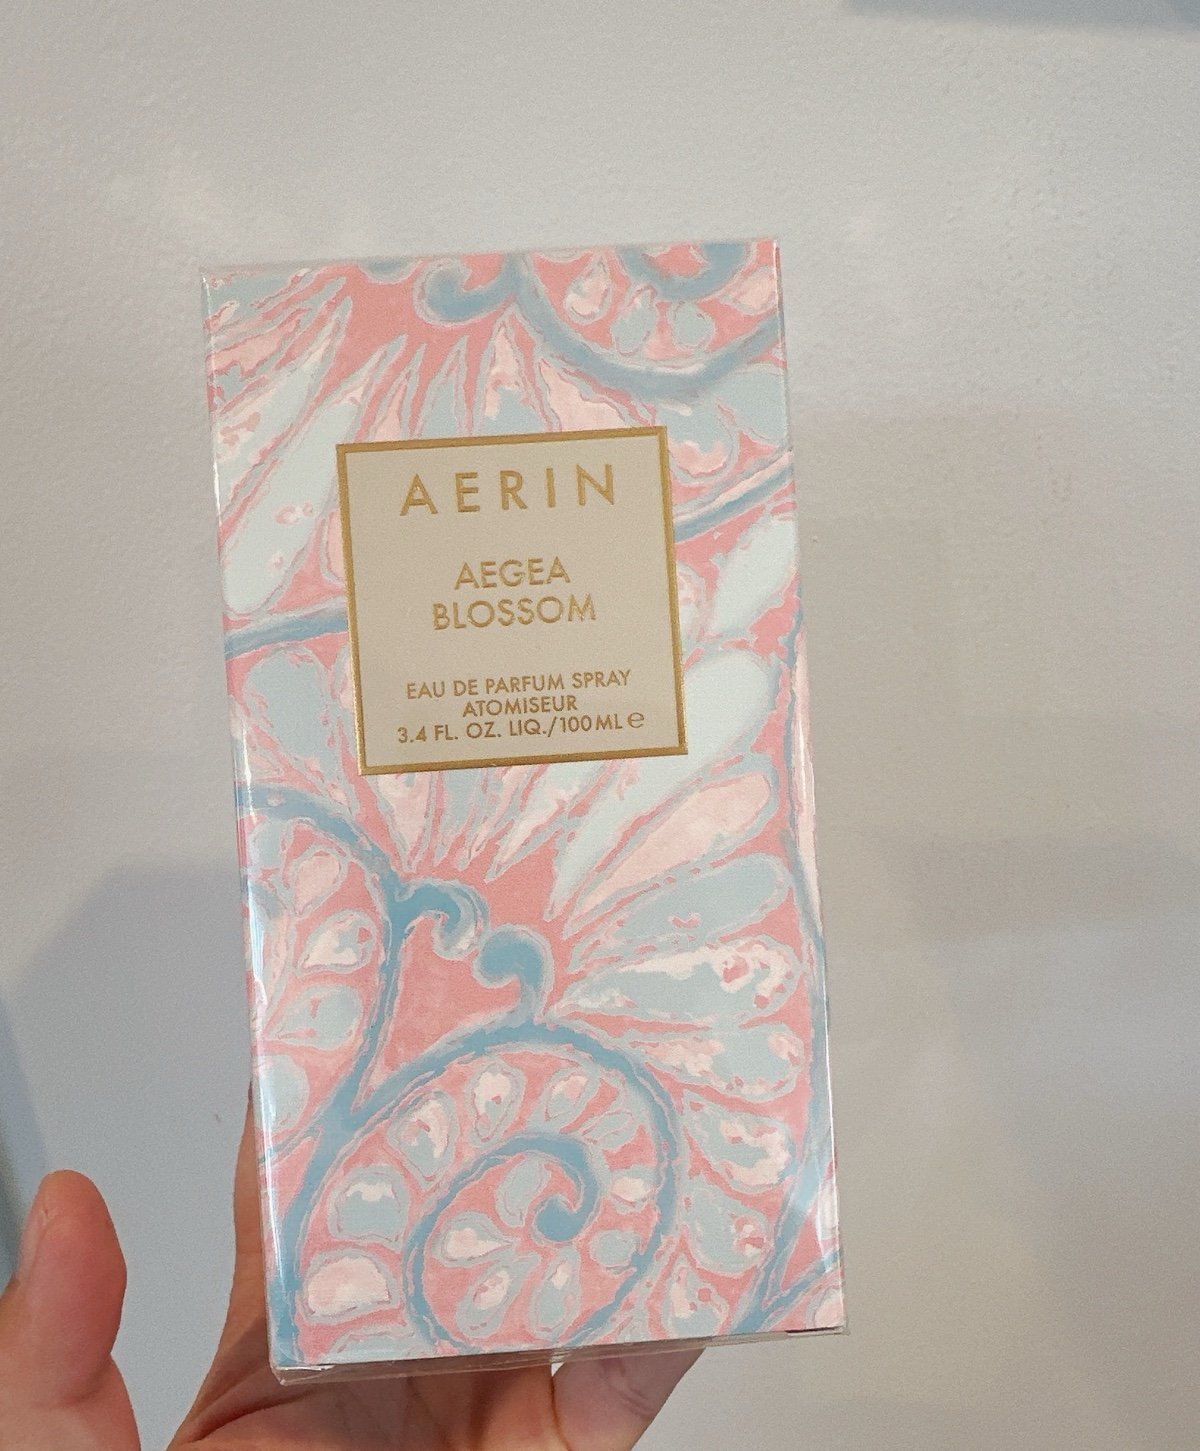 AERIN
AEGEA
BLOSSOM
EAU DE PARFUM SPRAY
ATOMISEUR
3.4 FL. OZ. LIQ./100 ML ℮